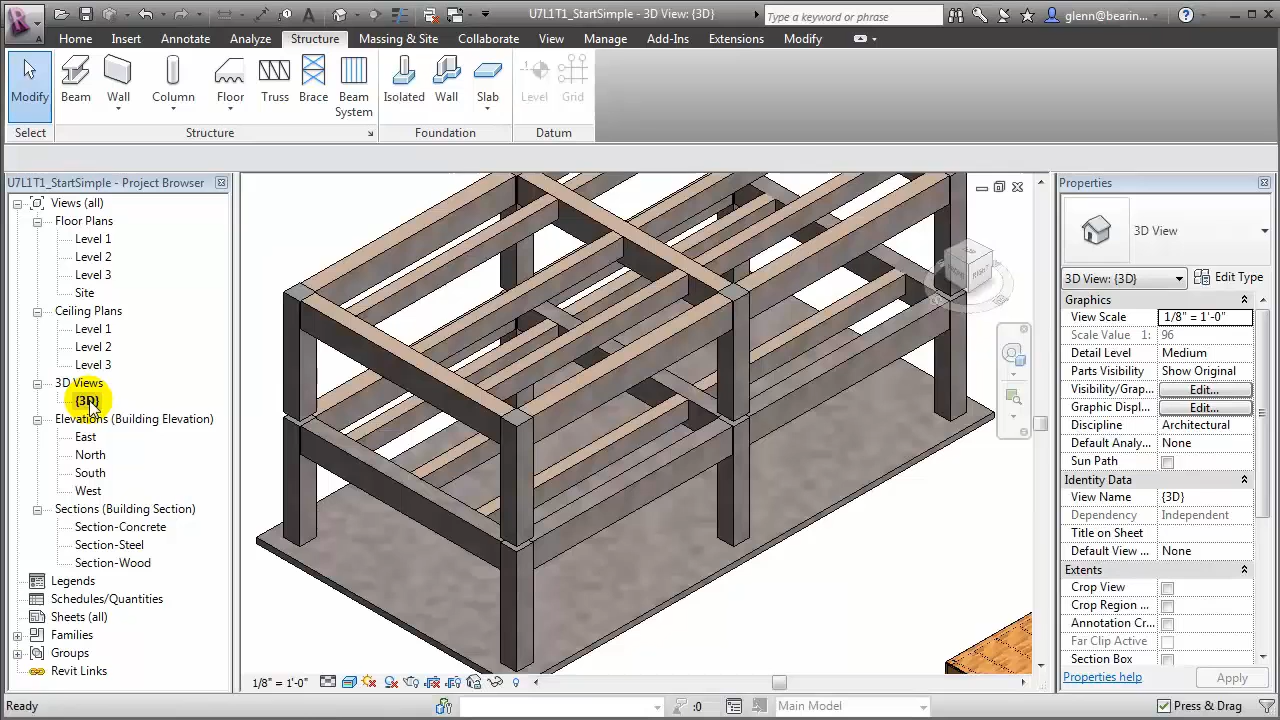 U7L1T1_StartSimple - 3D View: {3D}
Type a keyword or phrase
glenn@bearin...
Home Insert Annotate Analyze Structure Massing & Site Collaborate View Manage Add-Ins Extensions Modify
Modify Beam Wall Column Floor Truss Brace Beam System Isolated Wall Slab Level Grid
Select Structure Foundation Datum
U7L1T1_StartSimple - Project Browser
Views (all)
Floor Plans
Level 1
Level 2
Level 3
Site
Ceiling Plans
Level 1
Level 2
Level 3
3D Views
{3D}
Elevations (Building Elevation)
East
North
South
West
Sections (Building Section)
Section-Concrete
Section-Steel
Section-Wood
Legends
Schedules/Quantities
Sheets (all)
Families
Groups
Revit Links
1/8" = 1'-0"
Properties
3D View
3D View: {3D} Edit Type
Graphics
View Scale 1/8" = 1'-0"
Scale Value 1: 96
Detail Level Medium
Parts Visibility Show Original
Visibility/Grap... Edit...
Graphic Displ... Edit...
Discipline Architectural
Default Analy... None
Sun Path
Identity Data
View Name {3D}
Dependency Independent
Title on Sheet
Default View ... None
Extents
Crop View
Crop Region ...
Annotation Cr...
Far Clip Active
Section Box
Properties help Apply
Ready :0 Main Model Press & Drag